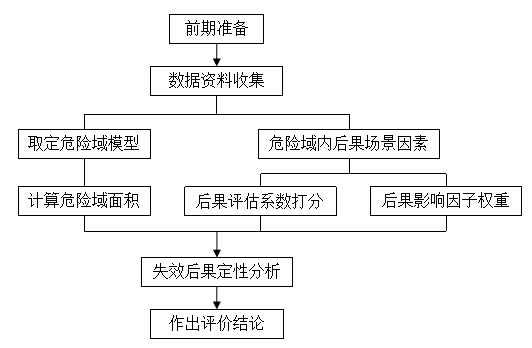 前期准备
数据资料收集
取定危险域模型
危险域内后果场景因素
计算危险域面积
后果评估系数打分
后果影响因子权重
失效后果定性分析
作出评价结论